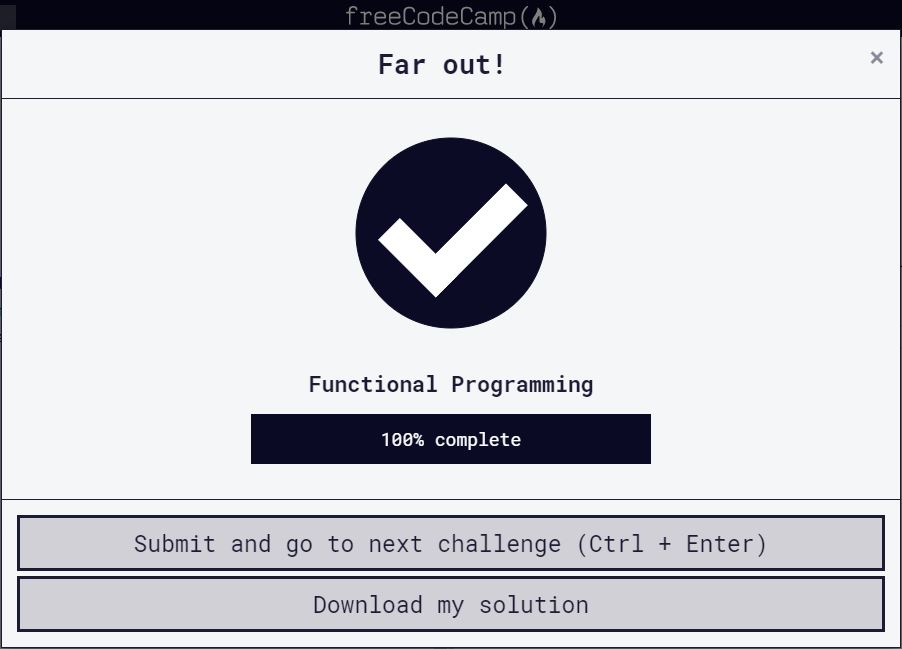 freeCodeCamp(🔥)
Far out!
×
Functional Programming
100% complete
Submit and go to next challenge (Ctrl + Enter)
Download my solution